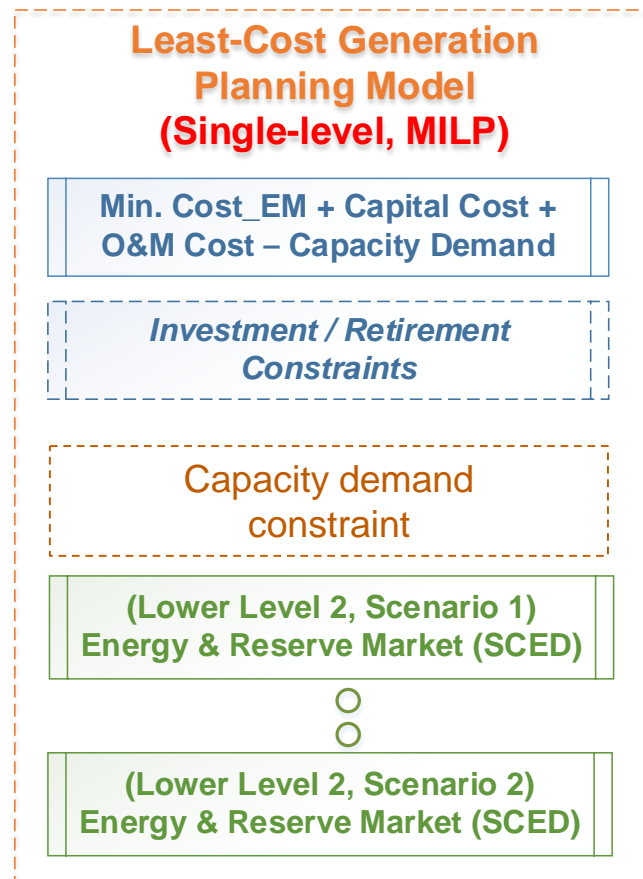 Least-Cost Generation
Planning Model
(Single-level, MILP)
Min. Cost_EM + Capital Cost +
O&M Cost – Capacity Demand
Investment / Retirement
Constraints
Capacity demand
constraint
(Lower Level 2, Scenario 1)
Energy & Reserve Market (SCED)
(Lower Level 2, Scenario 2)
Energy & Reserve Market (SCED)